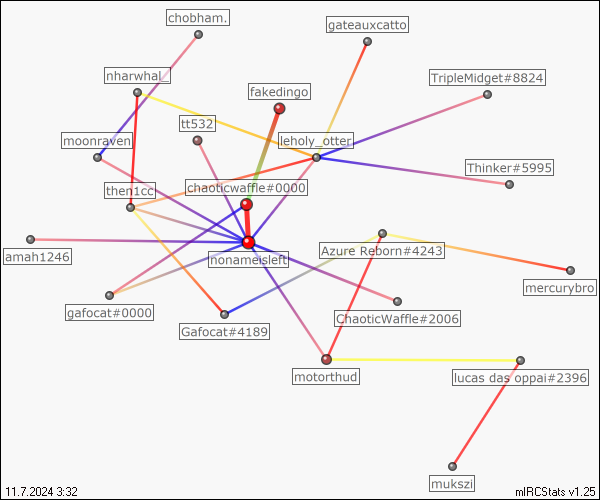 chobham.
gateauxcatto
nharwhal_
TripleMidget#8824
fakedingo
tt532
moonraven
leholy_otter
Thinker#5995
then1cc
chaoticwaffle#0000
amah1246
nonameisleft
Azure Reborn#4243
mercurybro
gafocat#0000
ChaoticWaffle#2006
Gafocat#4189
motorthud
lucas das oppai#2396
mukszi
11.7.2024 3:32
mIRCStats v1.25